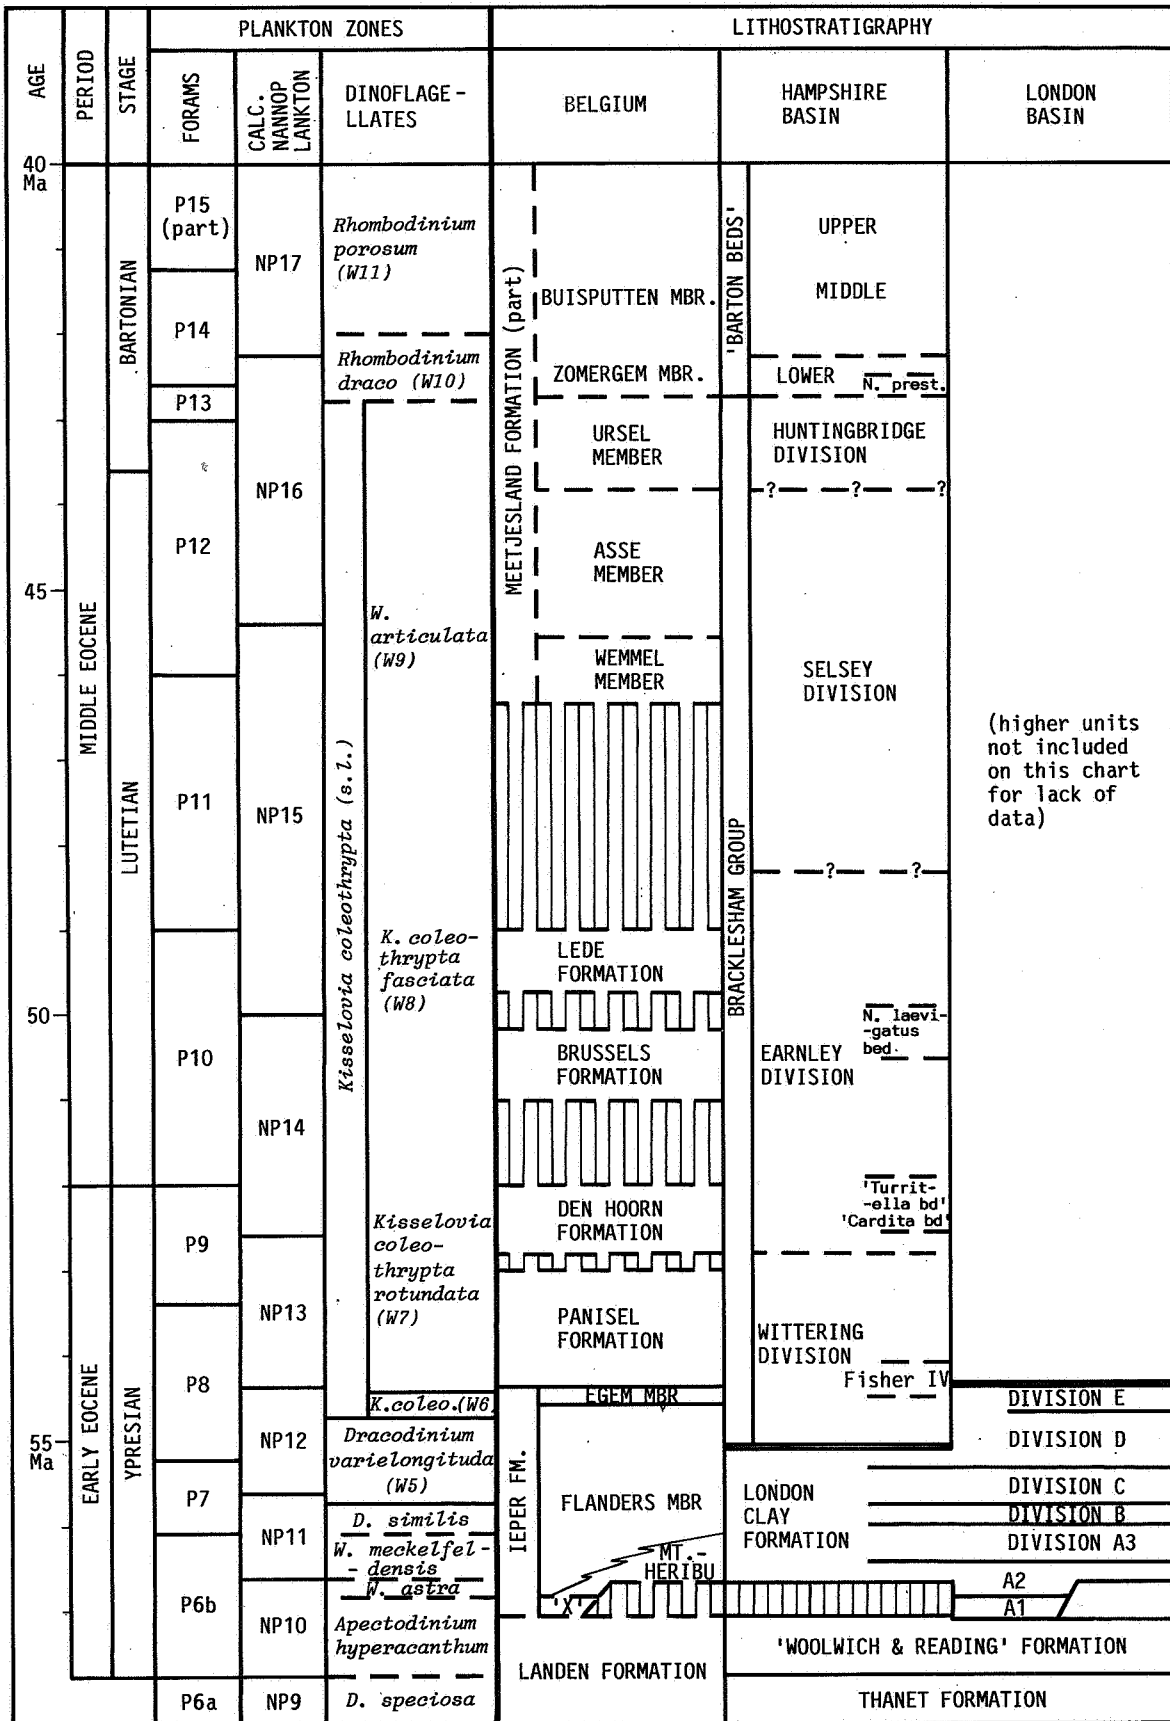 PLANKTON ZONES
LITHOSTRATIGRAPHY
AGE
PERIOD
STAGE
FORAMS
CALC.
NANNOP
LANKTON
DINOFLAGE-
LLATES
BELGIUM
HAMPSHIRE
BASIN
LONDON
BASIN
40
Ma
45
50
55
Ma
MIDDLE EOCENE
EARLY EOCENE
BARTONIAN
LUTETIAN
YPRESIAN
P15
(part)
P14
P13
P12
P11
P10
P9
P8
P7
P6b
P6a
NP17
NP16
NP15
NP14
NP13
NP12
NP11
NP10
NP9
Rhombodinium
porosum
(W11)
Rhombodinium
draco (W10)
Kisselovia coleothrypta (s.l.)
W.
articulata
(W9)
K. coleo-
thrypta
fasciata
(W8)
Kisselovia
coleo-
thrypta
rotundata
(W7)
K.coleo.(W6)
Dracodinium
varielongituda
(W5)
D. similis
W. meckelfel-
- densis
W. astra
Apectodinium
hyperacanthum
D. speciosa
MEETJESLAND FORMATION (part)
BUISPUTTEN MBR.
ZOMERGEM MBR.
URSEL
MEMBER
ASSE
MEMBER
WEMMEL
MEMBER
LEDE
FORMATION
BRUSSELS
FORMATION
DEN HOORN
FORMATION
PANISEL
FORMATION
IEPER FM.
EGEM MBR
FLANDERS MBR
MT.-
HERIBU
'X'
LANDEN FORMATION
'BARTON BEDS'
UPPER
MIDDLE
LOWER
N. prest.
BRACKLESHAM GROUP
HUNTINGBRIDGE
DIVISION
? ? ?
SELSEY
DIVISION
? ?
N. laevi-
-gatus
bed
EARNLEY
DIVISION
'Turrit-
-ella bd'
'Cardita bd'
WITTERING
DIVISION
Fisher IV
LONDON
CLAY
FORMATION
(higher units
not included
on this chart
for lack of
data)
DIVISION E
DIVISION D
DIVISION C
DIVISION B
DIVISION A3
A2
A1
'WOOLWICH & READING' FORMATION
THANET FORMATION